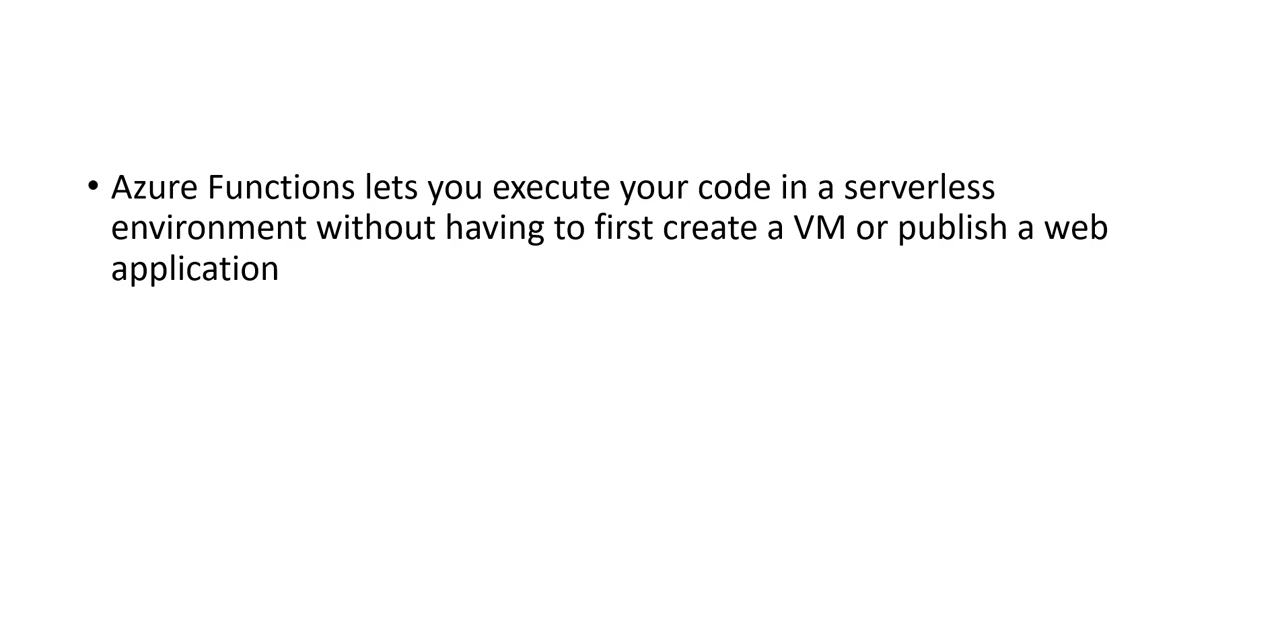 • Azure Functions lets you execute your code in a serverless
environment without having to first create a VM or publish a web
application